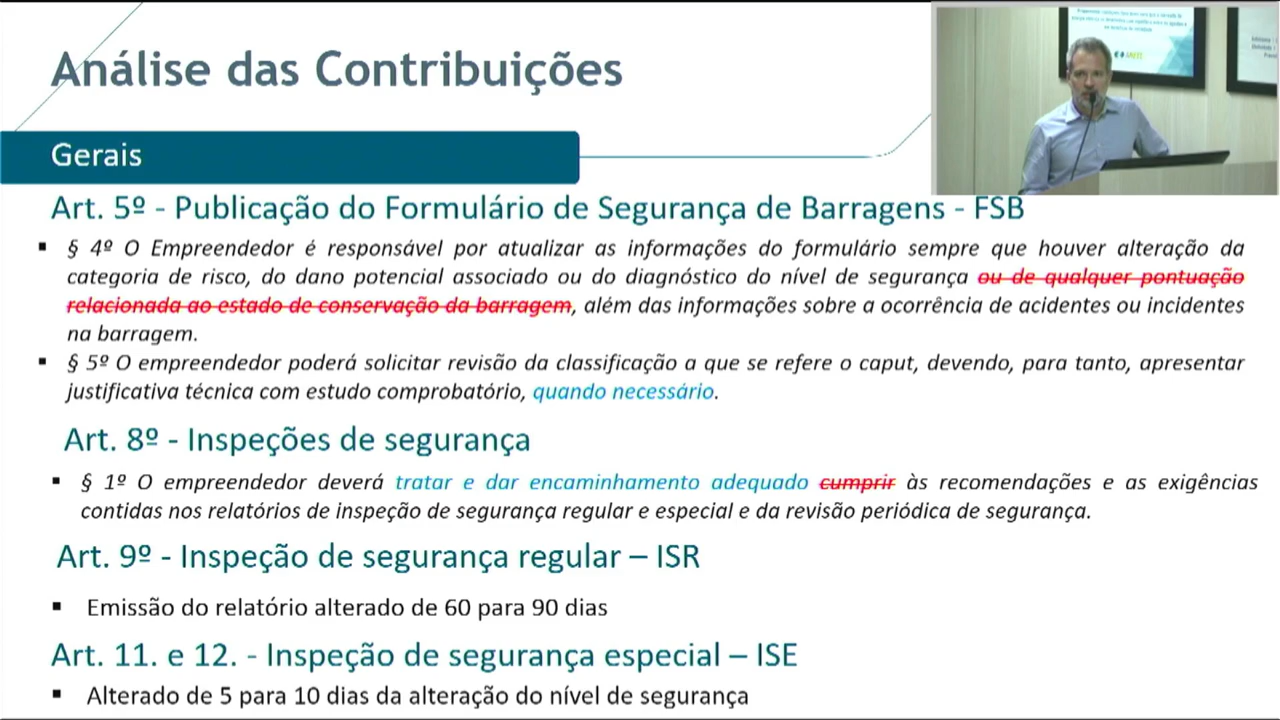 Análise das Contribuições
Gerais
Art. 5º - Publicação do Formulário de Segurança de Barragens - FSB
▪ § 4º O Empreendedor é responsável por atualizar as informações do formulário sempre que houver alteração da
categoria de risco, do dano potencial associado ou do diagnóstico do nível de segurança ou de qualquer pontuação
relacionada ao estado de conservação da barragem, além das informações sobre a ocorrência de acidentes ou incidentes
na barragem.
▪ § 5º O empreendedor poderá solicitar revisão da classificação a que se refere o caput, devendo, para tanto, apresentar
justificativa técnica com estudo comprobatório, quando necessário.
Art. 8º - Inspeções de segurança
▪ § 1º O empreendedor deverá tratar e dar encaminhamento adequado cumprir às recomendações e as exigências
contidas nos relatórios de inspeção de segurança regular e especial e da revisão periódica de segurança.
Art. 9º - Inspeção de segurança regular – ISR
▪ Emissão do relatório alterado de 60 para 90 dias
Art. 11. e 12. - Inspeção de segurança especial – ISE
▪ Alterado de 5 para 10 dias da alteração do nível de segurança